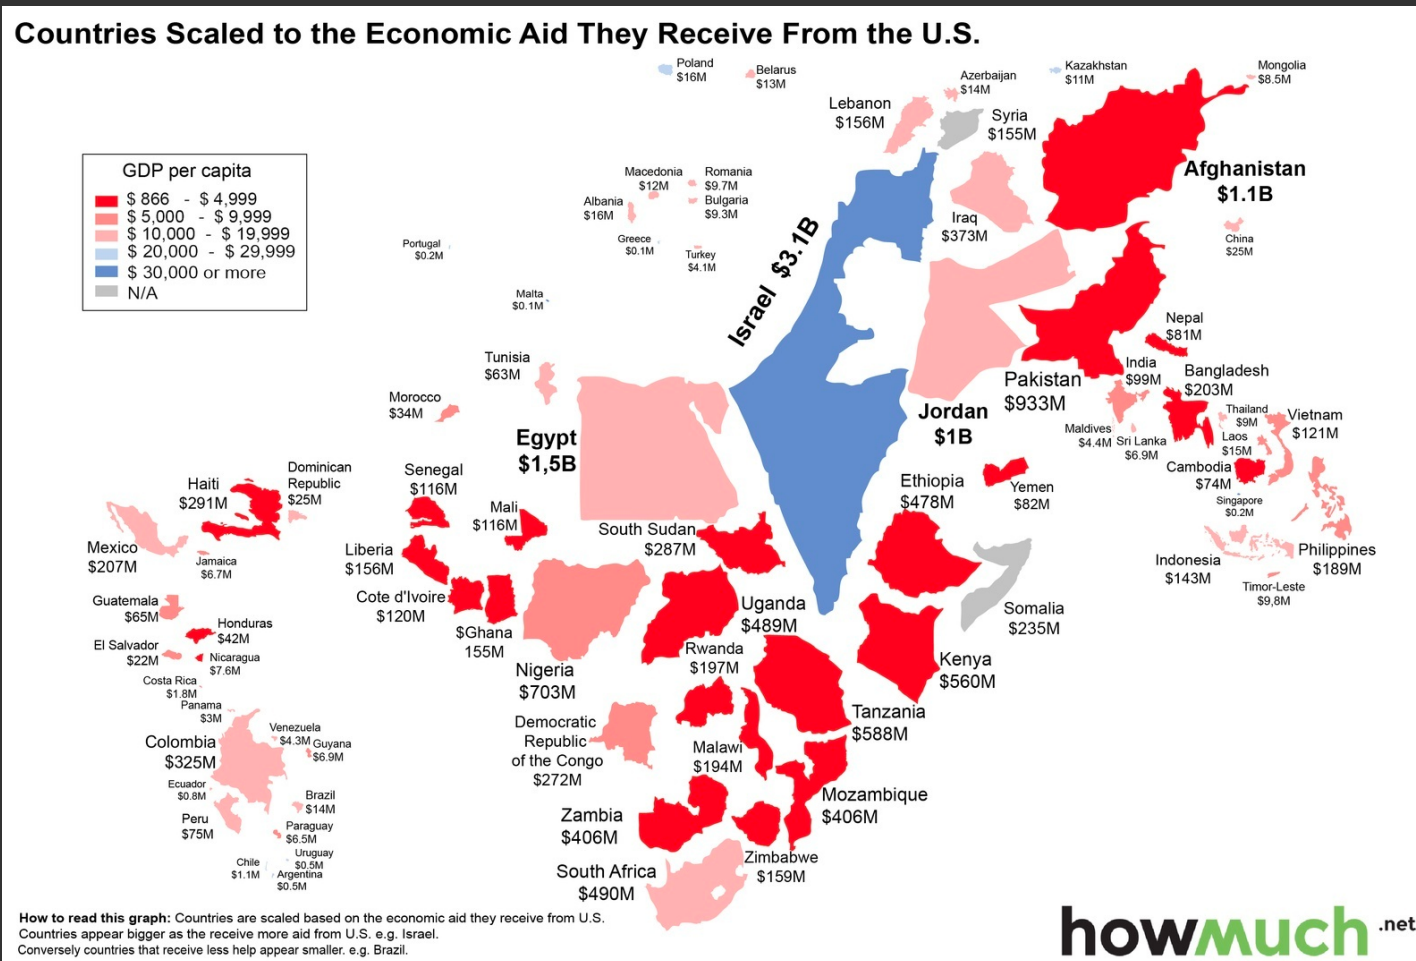 Countries Scaled to the Economic Aid They Receive From the U.S.
GDP per capita
$ 866 - $ 4,999
$ 5,000 - $ 9,999
$ 10,000 - $ 19,999
$ 20,000 - $ 29,999
$ 30,000 or more
N/A
Poland
$16M
Belarus
$13M
Azerbaijan
$14M
Kazakhstan
$11M
Mongolia
$8.5M
Lebanon
$156M
Syria
$155M
Afghanistan
$1.1B
Macedonia
$12M
Romania
$9.7M
Albania
$16M
Bulgaria
$9.3M
Iraq
$373M
China
$25M
Portugal
$0.2M
Greece
$0.1M
Turkey
$4.1M
Israel $3.1B
Malta
$0.1M
Nepal
$81M
Tunisia
$63M
Pakistan
$933M
India
$99M
Bangladesh
$203M
Morocco
$34M
Jordan
$1B
Maldives
$4.4M
Sri Lanka
$6.9M
Thailand
$9M
Vietnam
$121M
Laos
$15M
Egypt
$1,5B
Cambodia
$74M
Singapore
$0.2M
Haiti
$291M
Dominican
Republic
$25M
Senegal
$116M
Mali
$116M
Ethiopia
$478M
Yemen
$82M
Mexico
$207M
Jamaica
$6.7M
Liberia
$156M
South Sudan
$287M
Indonesia
$143M
Philippines
$189M
Timor-Leste
$9,8M
Guatemala
$65M
Cote d'Ivoire
$120M
$Ghana
155M
Uganda
$489M
Somalia
$235M
Honduras
$42M
El Salvador
$22M
Nicaragua
$7.6M
Nigeria
$703M
Rwanda
$197M
Kenya
$560M
Costa Rica
$1.8M
Panama
$3M
Tanzania
$588M
Colombia
$325M
Venezuela
$4.3M
Guyana
$6.9M
Democratic
Republic
of the Congo
$272M
Malawi
$194M
Ecuador
$0.8M
Brazil
$14M
Mozambique
$406M
Peru
$75M
Paraguay
$6.5M
Zambia
$406M
Uruguay
$0.5M
Chile
$1.1M
Argentina
$0.5M
South Africa
$490M
Zimbabwe
$159M
How to read this graph: Countries are scaled based on the economic aid they receive from U.S.
Countries appear bigger as the receive more aid from U.S. e.g. Israel.
Conversely countries that receive less help appear smaller. e.g. Brazil.
howmuch.net